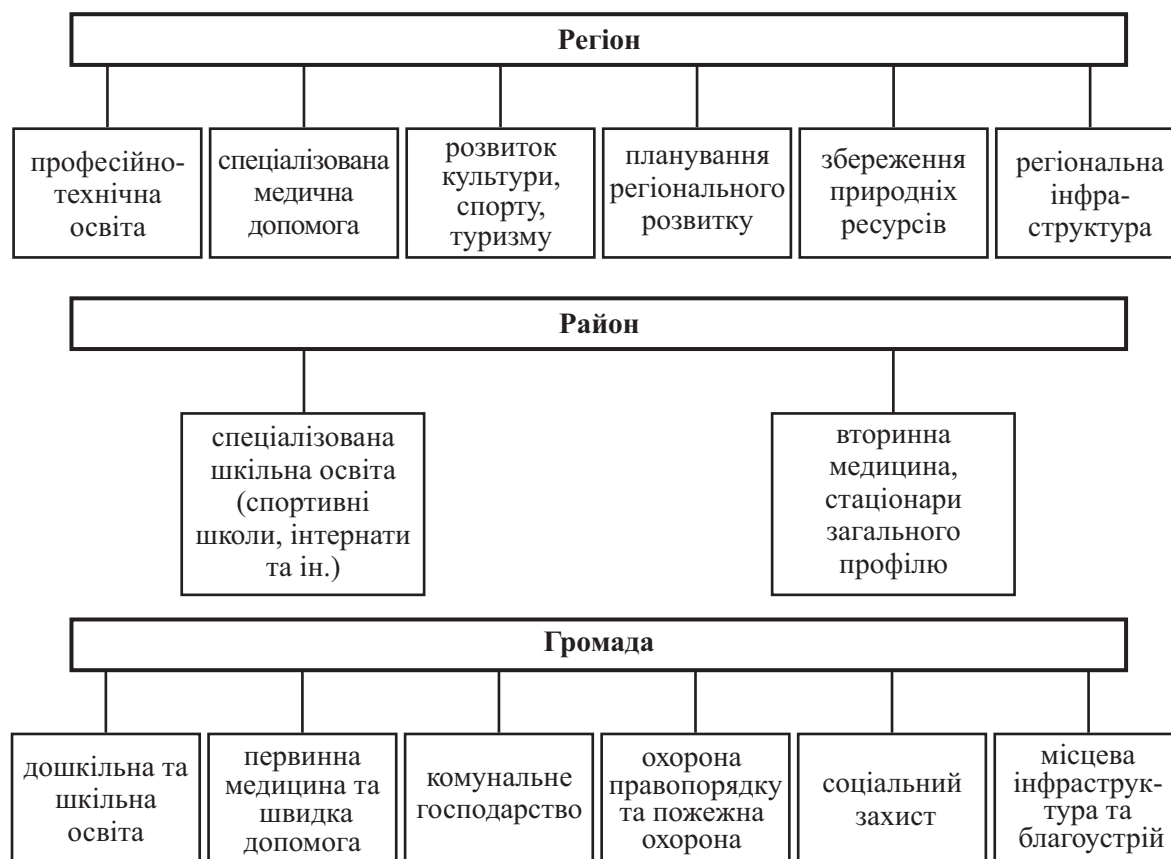 Регіон
професійно-
технічна
освіта
спеціалізована
медична
допомога
розвиток
культури,
спорту,
туризму
планування
регіонального
розвитку
збереження
природніх
ресурсів
регіональна
інфра-
структура
Район
спеціалізована
шкільна освіта
(спортивні
школи, інтернати
та ін.)
вторинна
медицина,
стаціонари
загального
профілю
Громада
дошкільна та
шкільна
освіта
первинна
медицина та
швидка
допомога
комунальне
господарство
охорона
правопорядку
та пожежна
охорона
соціальний
захист
місцева
інфраструк-
тура та
благоустрій